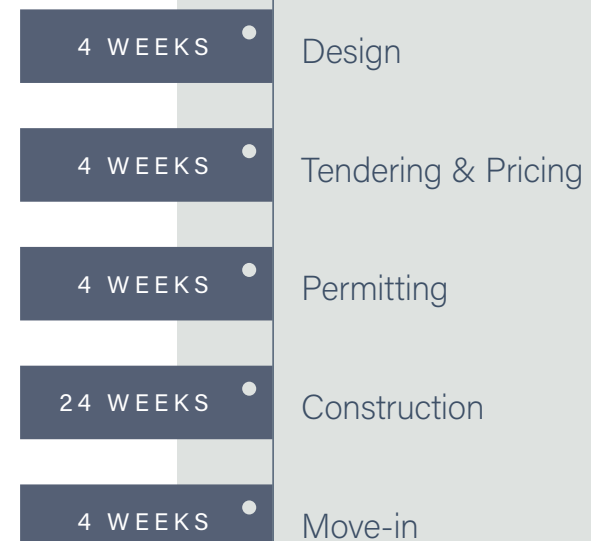 4 WEEKS Design
4 WEEKS Tendering & Pricing
4 WEEKS Permitting
24 WEEKS Construction
4 WEEKS Move-in